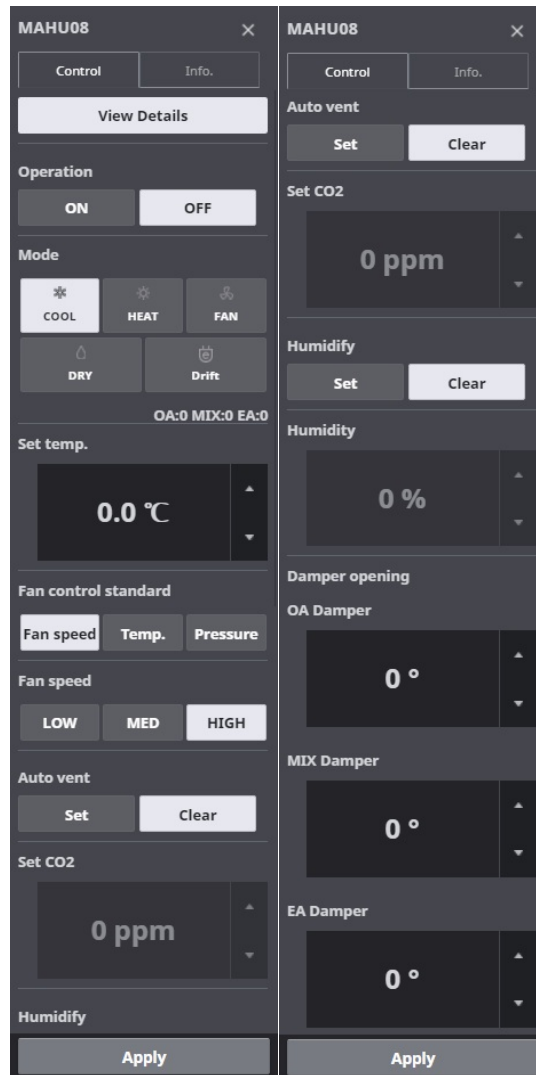 MAHU08 ×
Control Info.
View Details
Operation
ON OFF
Mode
COOL HEAT FAN
DRY Drift
OA:0 MIX:0 EA:0
Set temp.
0.0 ℃
Fan control standard
Fan speed Temp. Pressure
Fan speed
LOW MED HIGH
Auto vent
Set Clear
Set CO2
0 ppm
Humidify
Apply
MAHU08 ×
Control Info.
Auto vent
Set Clear
Set CO2
0 ppm
Humidify
Set Clear
Humidity
0 %
Damper opening
OA Damper
0 °
MIX Damper
0 °
EA Damper
0 °
Apply